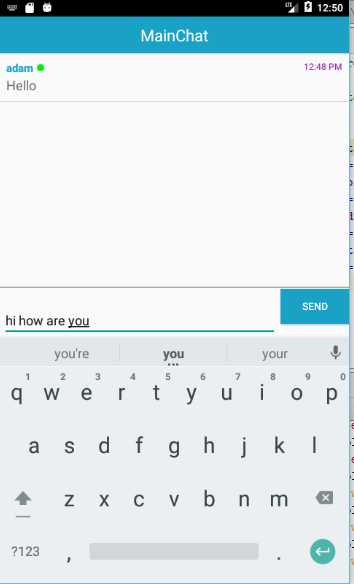 LTE 12:50
MainChat
adam 12:48 PM
Hello
hi how are you
SEND
you're you your
1 2 3 4 5 6 7 8 9 0
q w e r t y u i o p
a s d f g h j k l
z x c v b n m
?123 , .